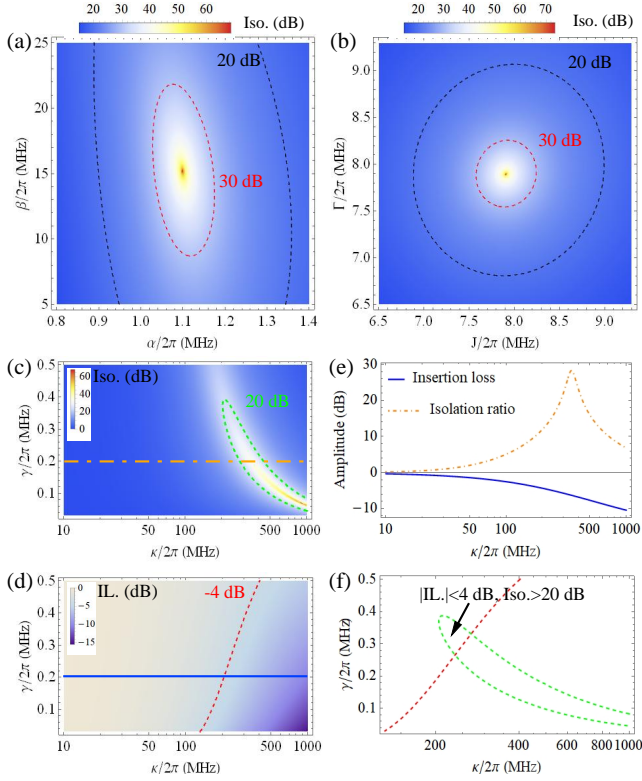 20 30 40 50 60 Iso. (dB)
(a)
20 dB
30 dB
β/2π (MHz)
25
20
15
10
5
0.8 0.9 1.0 1.1 1.2 1.3 1.4
α/2π (MHz)
20 30 40 50 60 70 Iso. (dB)
(b)
20 dB
30 dB
Γ/2π (MHz)
9.0
8.5
8.0
7.5
7.0
6.5
6.5 7.0 7.5 8.0 8.5 9.0 9.5
J/2π (MHz)
(c)
Iso. (dB)
60
40
20
0
20 dB
γ/2π (MHz)
0.5
0.4
0.3
0.2
0.1
10 50 100 500 1000
κ/2π (MHz)
(e)
Insertion loss
Isolation ratio
Amplitude (dB)
30
20
10
0
−10
10 50 100 500 1000
κ/2π (MHz)
(d)
IL. (dB)
0
−5
−10
−15
-4 dB
γ/2π (MHz)
0.5
0.4
0.3
0.2
0.1
10 50 100 500 1000
κ/2π (MHz)
(f)
|IL.|<4 dB, Iso.>20 dB
γ/2π (MHz)
0.5
0.4
0.3
0.2
0.1
200 400 600 800 1000
κ/2π (MHz)